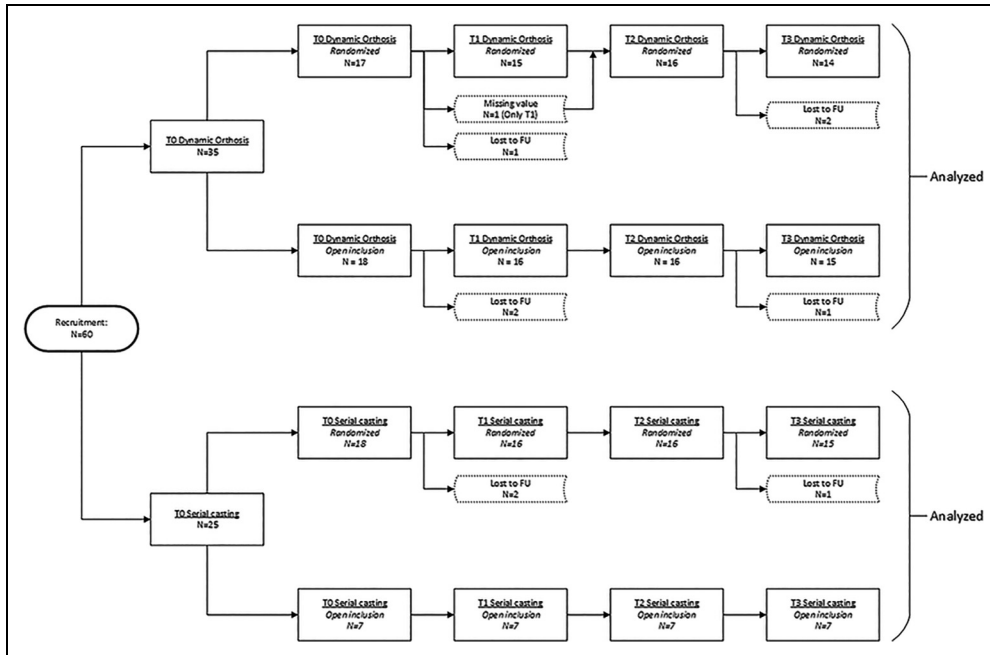 T0 Dynamic Orthosis
Randomized
N=17
T1 Dynamic Orthosis
Randomized
N=15
T2 Dynamic Orthosis
Randomized
N=16
T3 Dynamic Orthosis
Randomized
N=14
Missing value
N=1 (Only T1)
Lost to FU
N=1
Lost to FU
N=2
T0 Dynamic Orthosis
N=35
Analyzed
T0 Dynamic Orthosis
Open inclusion
N = 18
T1 Dynamic Orthosis
Open inclusion
N = 16
T2 Dynamic Orthosis
Open inclusion
N = 16
T3 Dynamic Orthosis
Open inclusion
N = 15
Lost to FU
N=2
Lost to FU
N=1
Recruitment:
N=60
T0 Serial casting
Randomized
N=18
T1 Serial casting
Randomized
N=16
T2 Serial casting
Randomized
N=16
T3 Serial casting
Randomized
N=15
Lost to FU
N=2
Lost to FU
N=1
T0 Serial casting
N=25
Analyzed
T0 Serial casting
Open inclusion
N=7
T1 Serial casting
Open inclusion
N=7
T2 Serial casting
Open inclusion
N=7
T3 Serial casting
Open inclusion
N=7